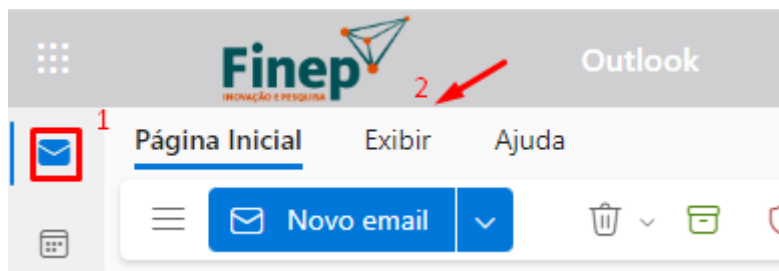 Finep
INOVAÇÃO E PESQUISA
Outlook
2
1
Página Inicial Exibir Ajuda
Novo email